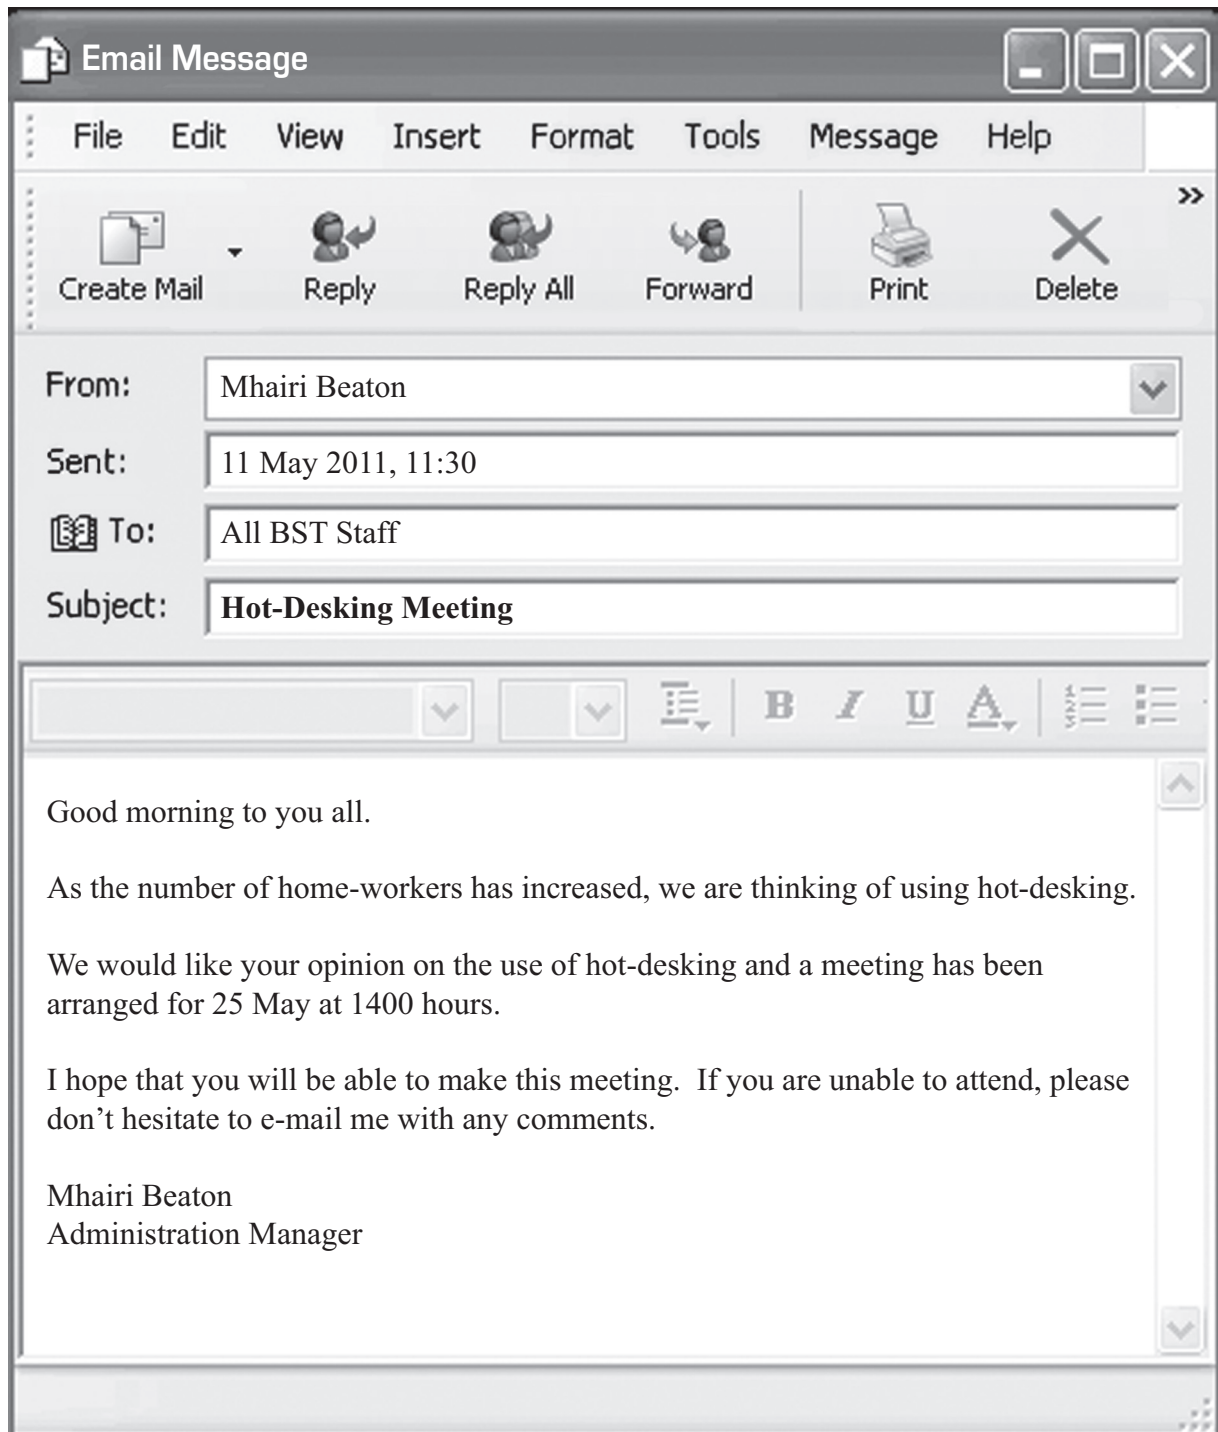 Email Message
File Edit View Insert Format Tools Message Help
»
Create Mail Reply Reply All Forward Print Delete
From: Mhairi Beaton
Sent: 11 May 2011, 11:30
To: All BST Staff
Subject: Hot-Desking Meeting
B I U A
Good morning to you all.
As the number of home-workers has increased, we are thinking of using hot-desking.
We would like your opinion on the use of hot-desking and a meeting has been
arranged for 25 May at 1400 hours.
I hope that you will be able to make this meeting.  If you are unable to attend, please
don’t hesitate to e-mail me with any comments.
Mhairi Beaton
Administration Manager